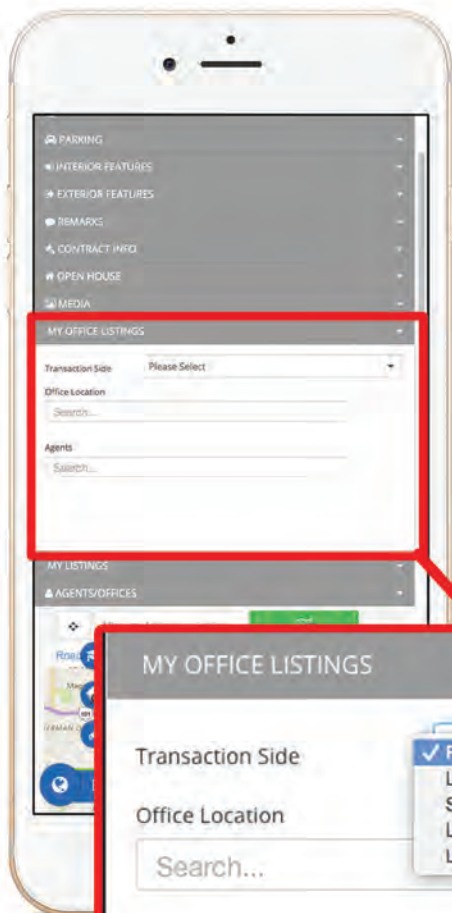 PARKING
INTERIOR FEATURES
EXTERIOR FEATURES
REMARKS
CONTRACT INFO
OPEN HOUSE
MEDIA
MY OFFICE LISTINGS
Transaction Side Please Select
Office Location
Search...
Agents
Search...
MY LISTINGS
AGENTS/OFFICES
MY OFFICE LISTINGS
Transaction Side
Office Location
Search...